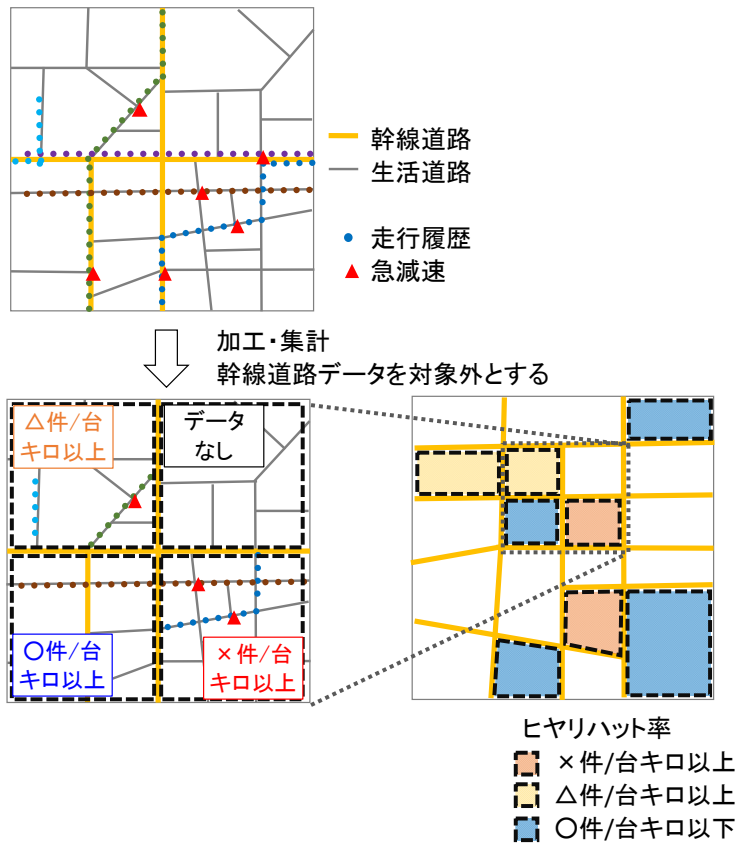 幹線道路
生活道路
走行履歴
急減速
加工・集計
幹線道路データを対象外とする
△件/台
キロ以上
データ
なし
〇件/台
キロ以上
×件/台
キロ以上
ヒヤリハット率
×件/台キロ以上
△件/台キロ以上
〇件/台キロ以下